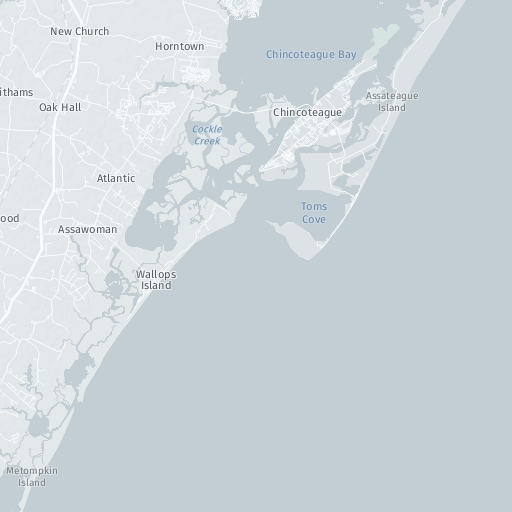 New Church
Horntown
Chincoteague Bay
ithams
Oak Hall
Assateague
Island
Chincoteague
Cockle
Creek
Atlantic
Toms
Cove
ood
Assawoman
Wallops
Island
Metompkin
Island